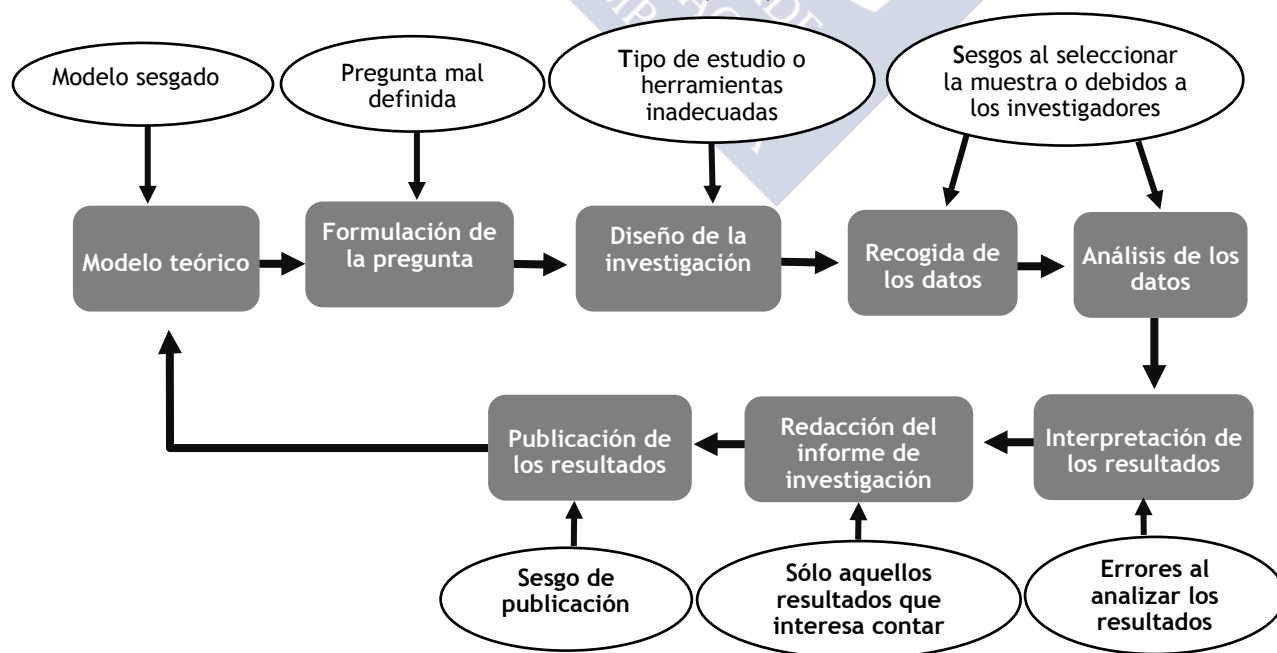 Modelo sesgado
Pregunta mal
definida
Tipo de estudio o
herramientas
inadecuadas
Sesgos al seleccionar
la muestra o debidos a
los investigadores
Modelo teórico
Formulación de
la pregunta
Diseño de la
investigación
Recogida de
los datos
Análisis de los
datos
Publicación de
los resultados
Redacción del
informe de
investigación
Interpretación de
los resultados
Sesgo de
publicación
Sólo aquellos
resultados que
interesa contar
Errores al
analizar los
resultados